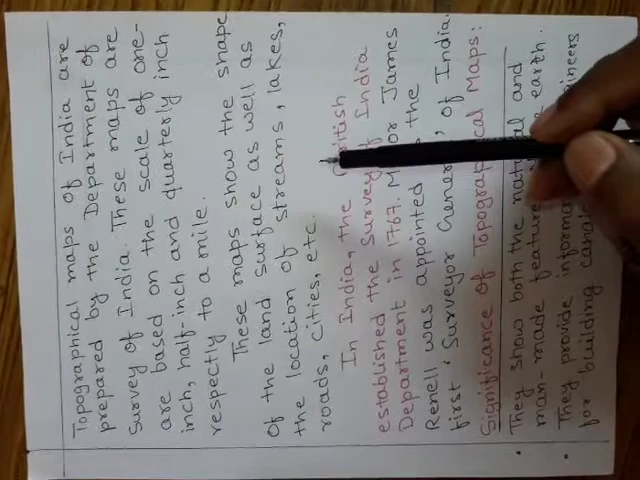 Topographical maps of India are
prepared by the Department of
Survey of India. These maps are
are based on the scale of one-
inch, half-inch and quarterly inch
respectly to a mile.
These maps show the shape
of the land surface as well as
the location of streams, lakes,
roads, cities, etc.
In India, the British
established the Survey of India
Department in 1767. James
Renell was appointed the
first 'Surveyor of India.
Significance of Topographical Maps:
They show both the natural and
man-made earth.
They provide
for building